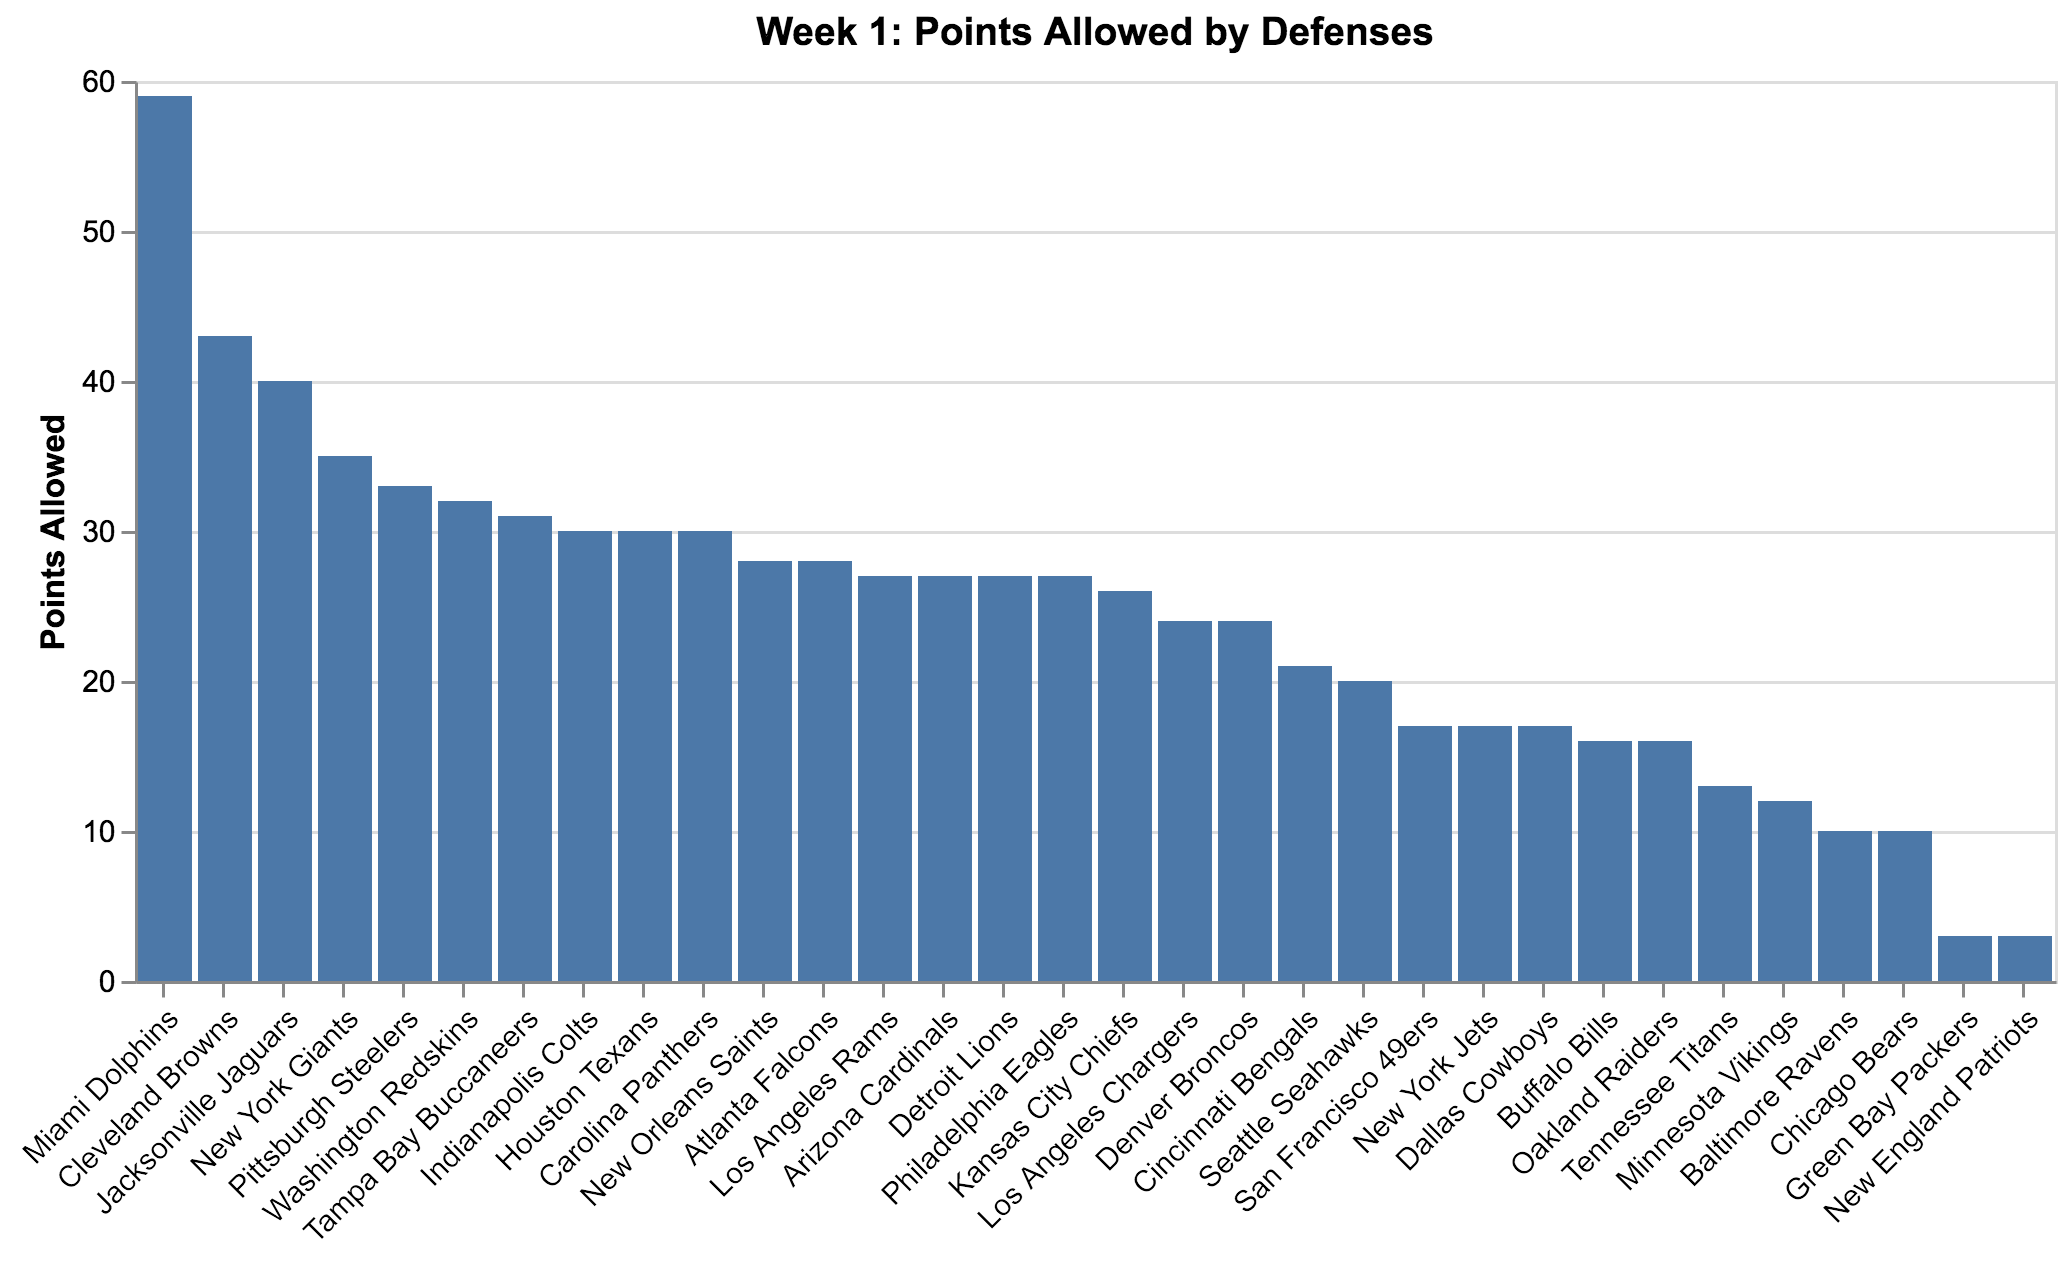 Week 1: Points Allowed by Defenses
Points Allowed
60
50
40
30
20
10
0
Miami Dolphins
Cleveland Browns
Jacksonville Jaguars
New York Giants
Pittsburgh Steelers
Washington Redskins
Tampa Bay Buccaneers
Indianapolis Colts
Houston Texans
Carolina Panthers
New Orleans Saints
Atlanta Falcons
Los Angeles Rams
Arizona Cardinals
Detroit Lions
Philadelphia Eagles
Kansas City Chiefs
Los Angeles Chargers
Denver Broncos
Cincinnati Bengals
Seattle Seahawks
San Francisco 49ers
New York Jets
Dallas Cowboys
Buffalo Bills
Oakland Raiders
Tennessee Titans
Minnesota Vikings
Baltimore Ravens
Chicago Bears
Green Bay Packers
New England Patriots